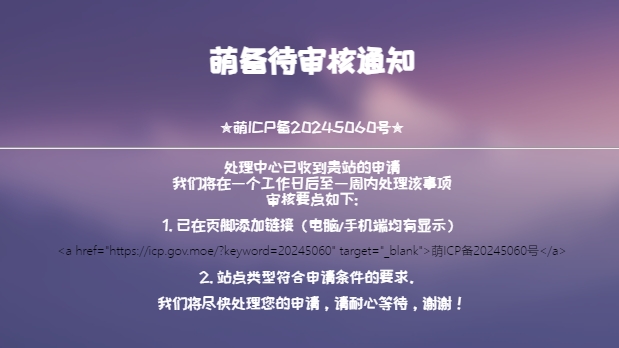 萌备待审核通知
★萌ICP备20245060号★
处理中心已收到贵站的申请
我们将在一个工作日后至一周内处理该事项
审核要点如下:
1. 已在页脚添加链接（电脑/手机端均有显示）
<a href="https://icp.gov.moe/?keyword=20245060" target="_blank">萌ICP备20245060号</a>
2. 站点类型符合申请条件的要求。
我们将尽快处理您的申请，请耐心等待，谢谢！